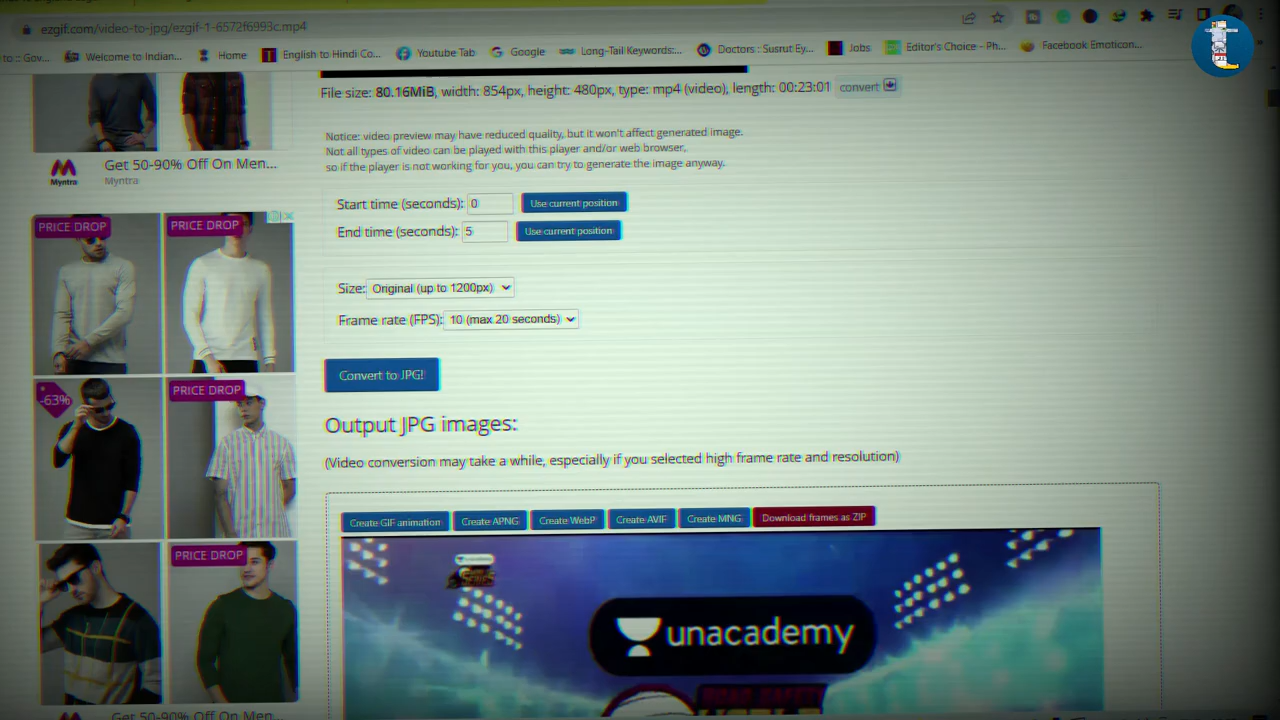 ezgif.com/video-to-jpg/ezgif-1-6572f6993c.mp4
to :: Gov...
Welcome to Indian...
Home
English to Hindi Co...
Youtube Tab
Google
Long-Tail Keywords:...
Doctors : Susrut Ey...
Jobs
Editor's Choice - Ph...
Facebook Emoticon...
File size: 80.16MiB, width: 854px, height: 480px, type: mp4 (video), length: 00:23:01
convert
Notice: video preview may have reduced quality, but it won't affect generated image.
Not all types of video can be played with this player and/or web browser,
so if the player is not working for you, you can try to generate the image anyway.
Get 50-90% Off On Men...
Myntra
Myntra
Start time (seconds): 0 Use current position
End time (seconds): 5 Use current position
PRICE DROP
PRICE DROP
Size: Original (up to 1200px)
Frame rate (FPS): 10 (max 20 seconds)
Convert to JPG!
-63%
PRICE DROP
Output JPG images:
(Video conversion may take a while, especially if you selected high frame rate and resolution)
Create GIF animation
Create APNG
Create WebP
Create AVIF
Create MNG
Download frames as ZIP
PRICE DROP
unacademy
Get 50-90% Off On Men...